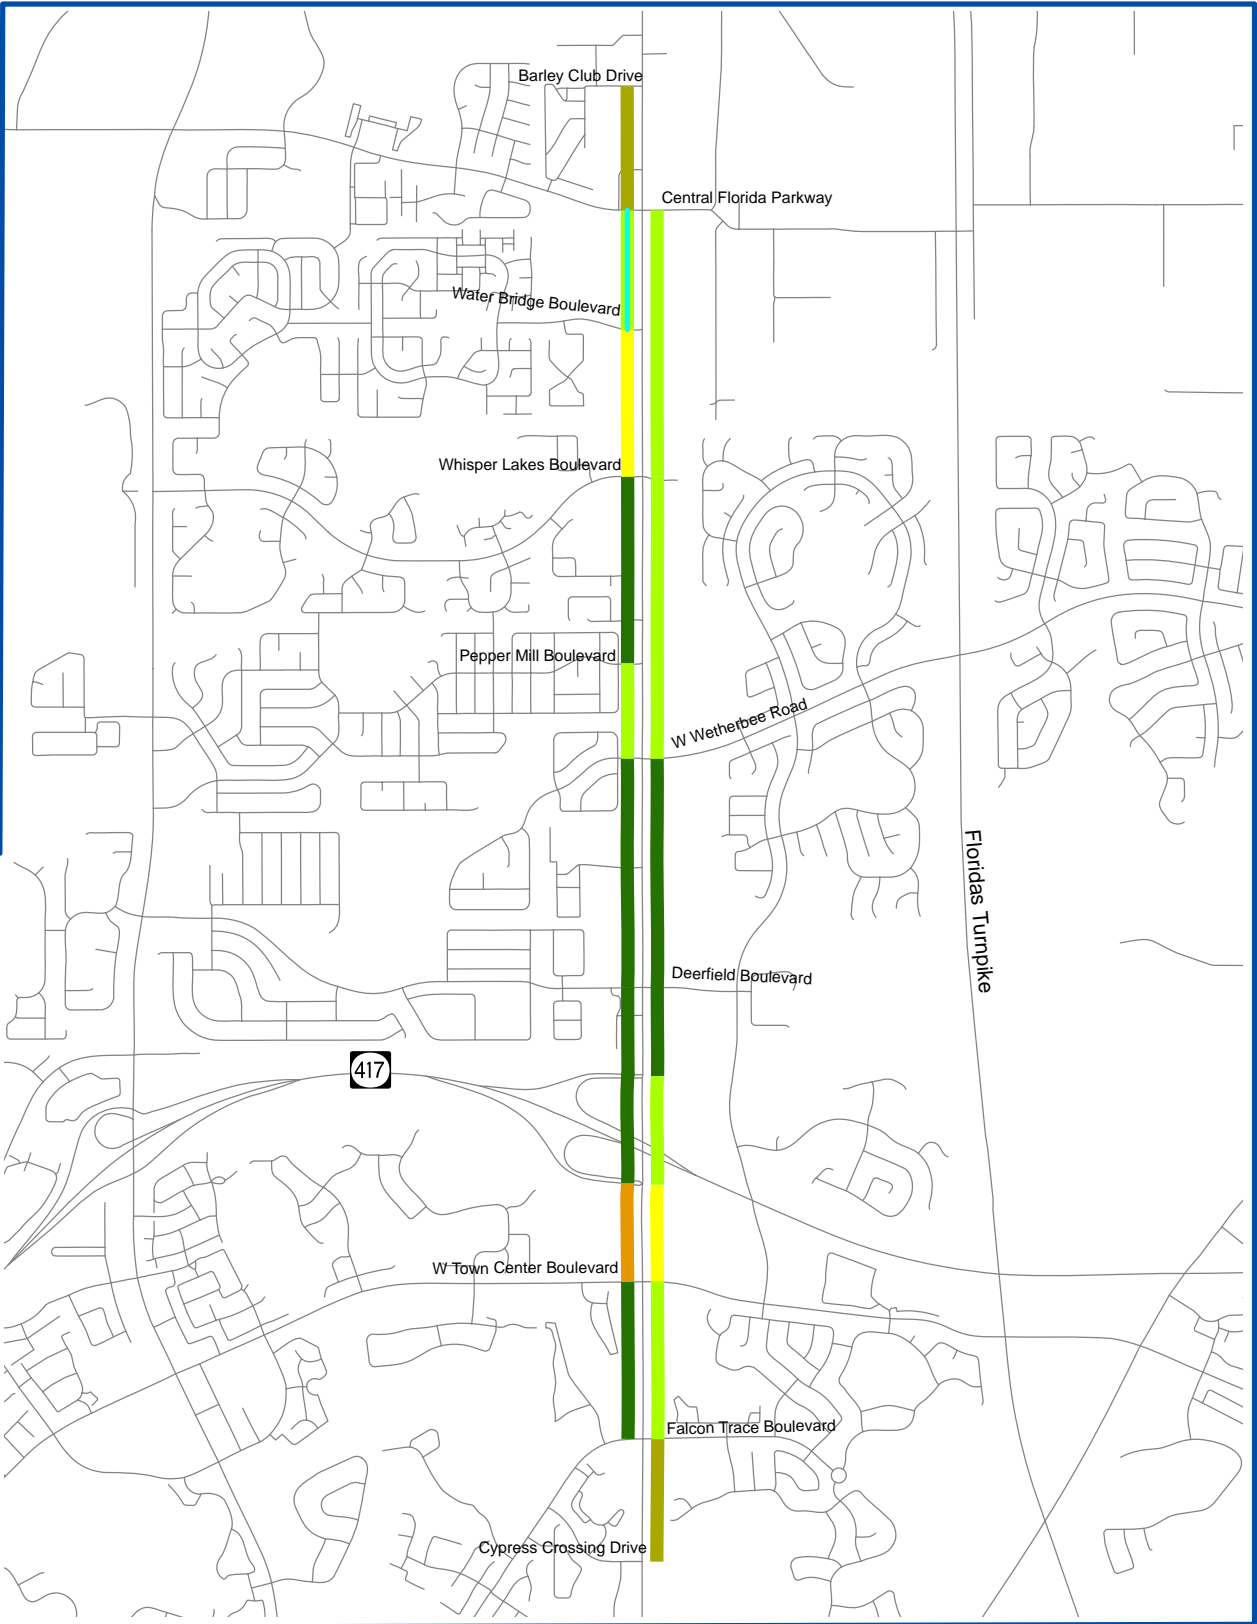 Barley Club Drive
Central Florida Parkway
Water Bridge Boulevard
Whisper Lakes Boulevard
Pepper Mill Boulevard
W Wetherbee Road
Floridas Turnpike
Deerfield Boulevard
417
W Town Center Boulevard
Falcon Trace Boulevard
Cypress Crossing Drive